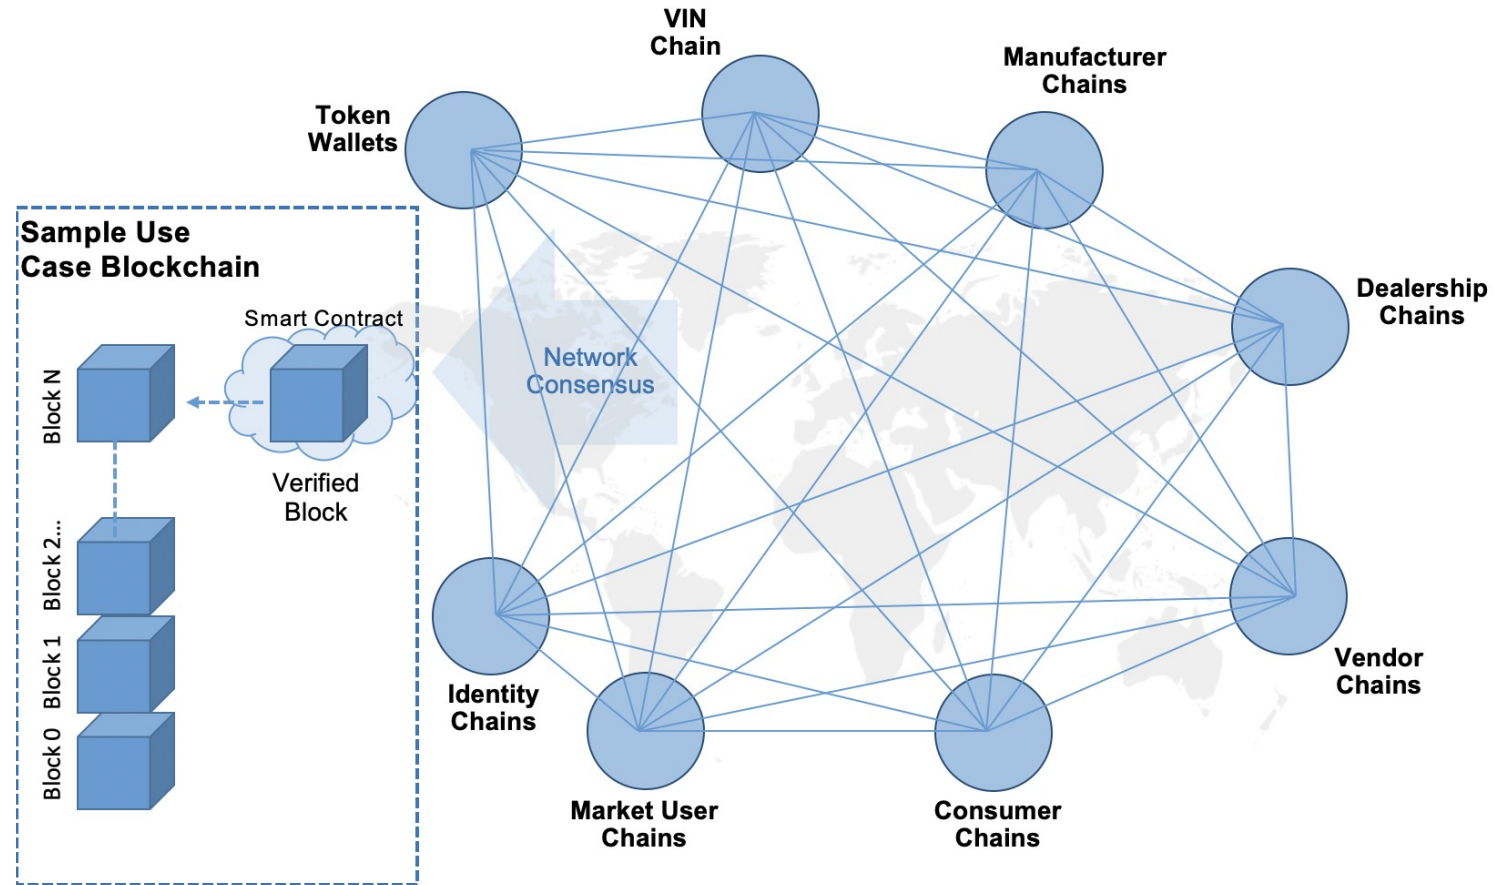 VIN
Chain
Manufacturer
Chains
Token
Wallets
Dealership
Chains
Sample Use
Case Blockchain
Smart Contract
Network
Consensus
Block N
Verified
Block
Block 2...
Block 1
Block 0
Identity
Chains
Vendor
Chains
Market User
Chains
Consumer
Chains